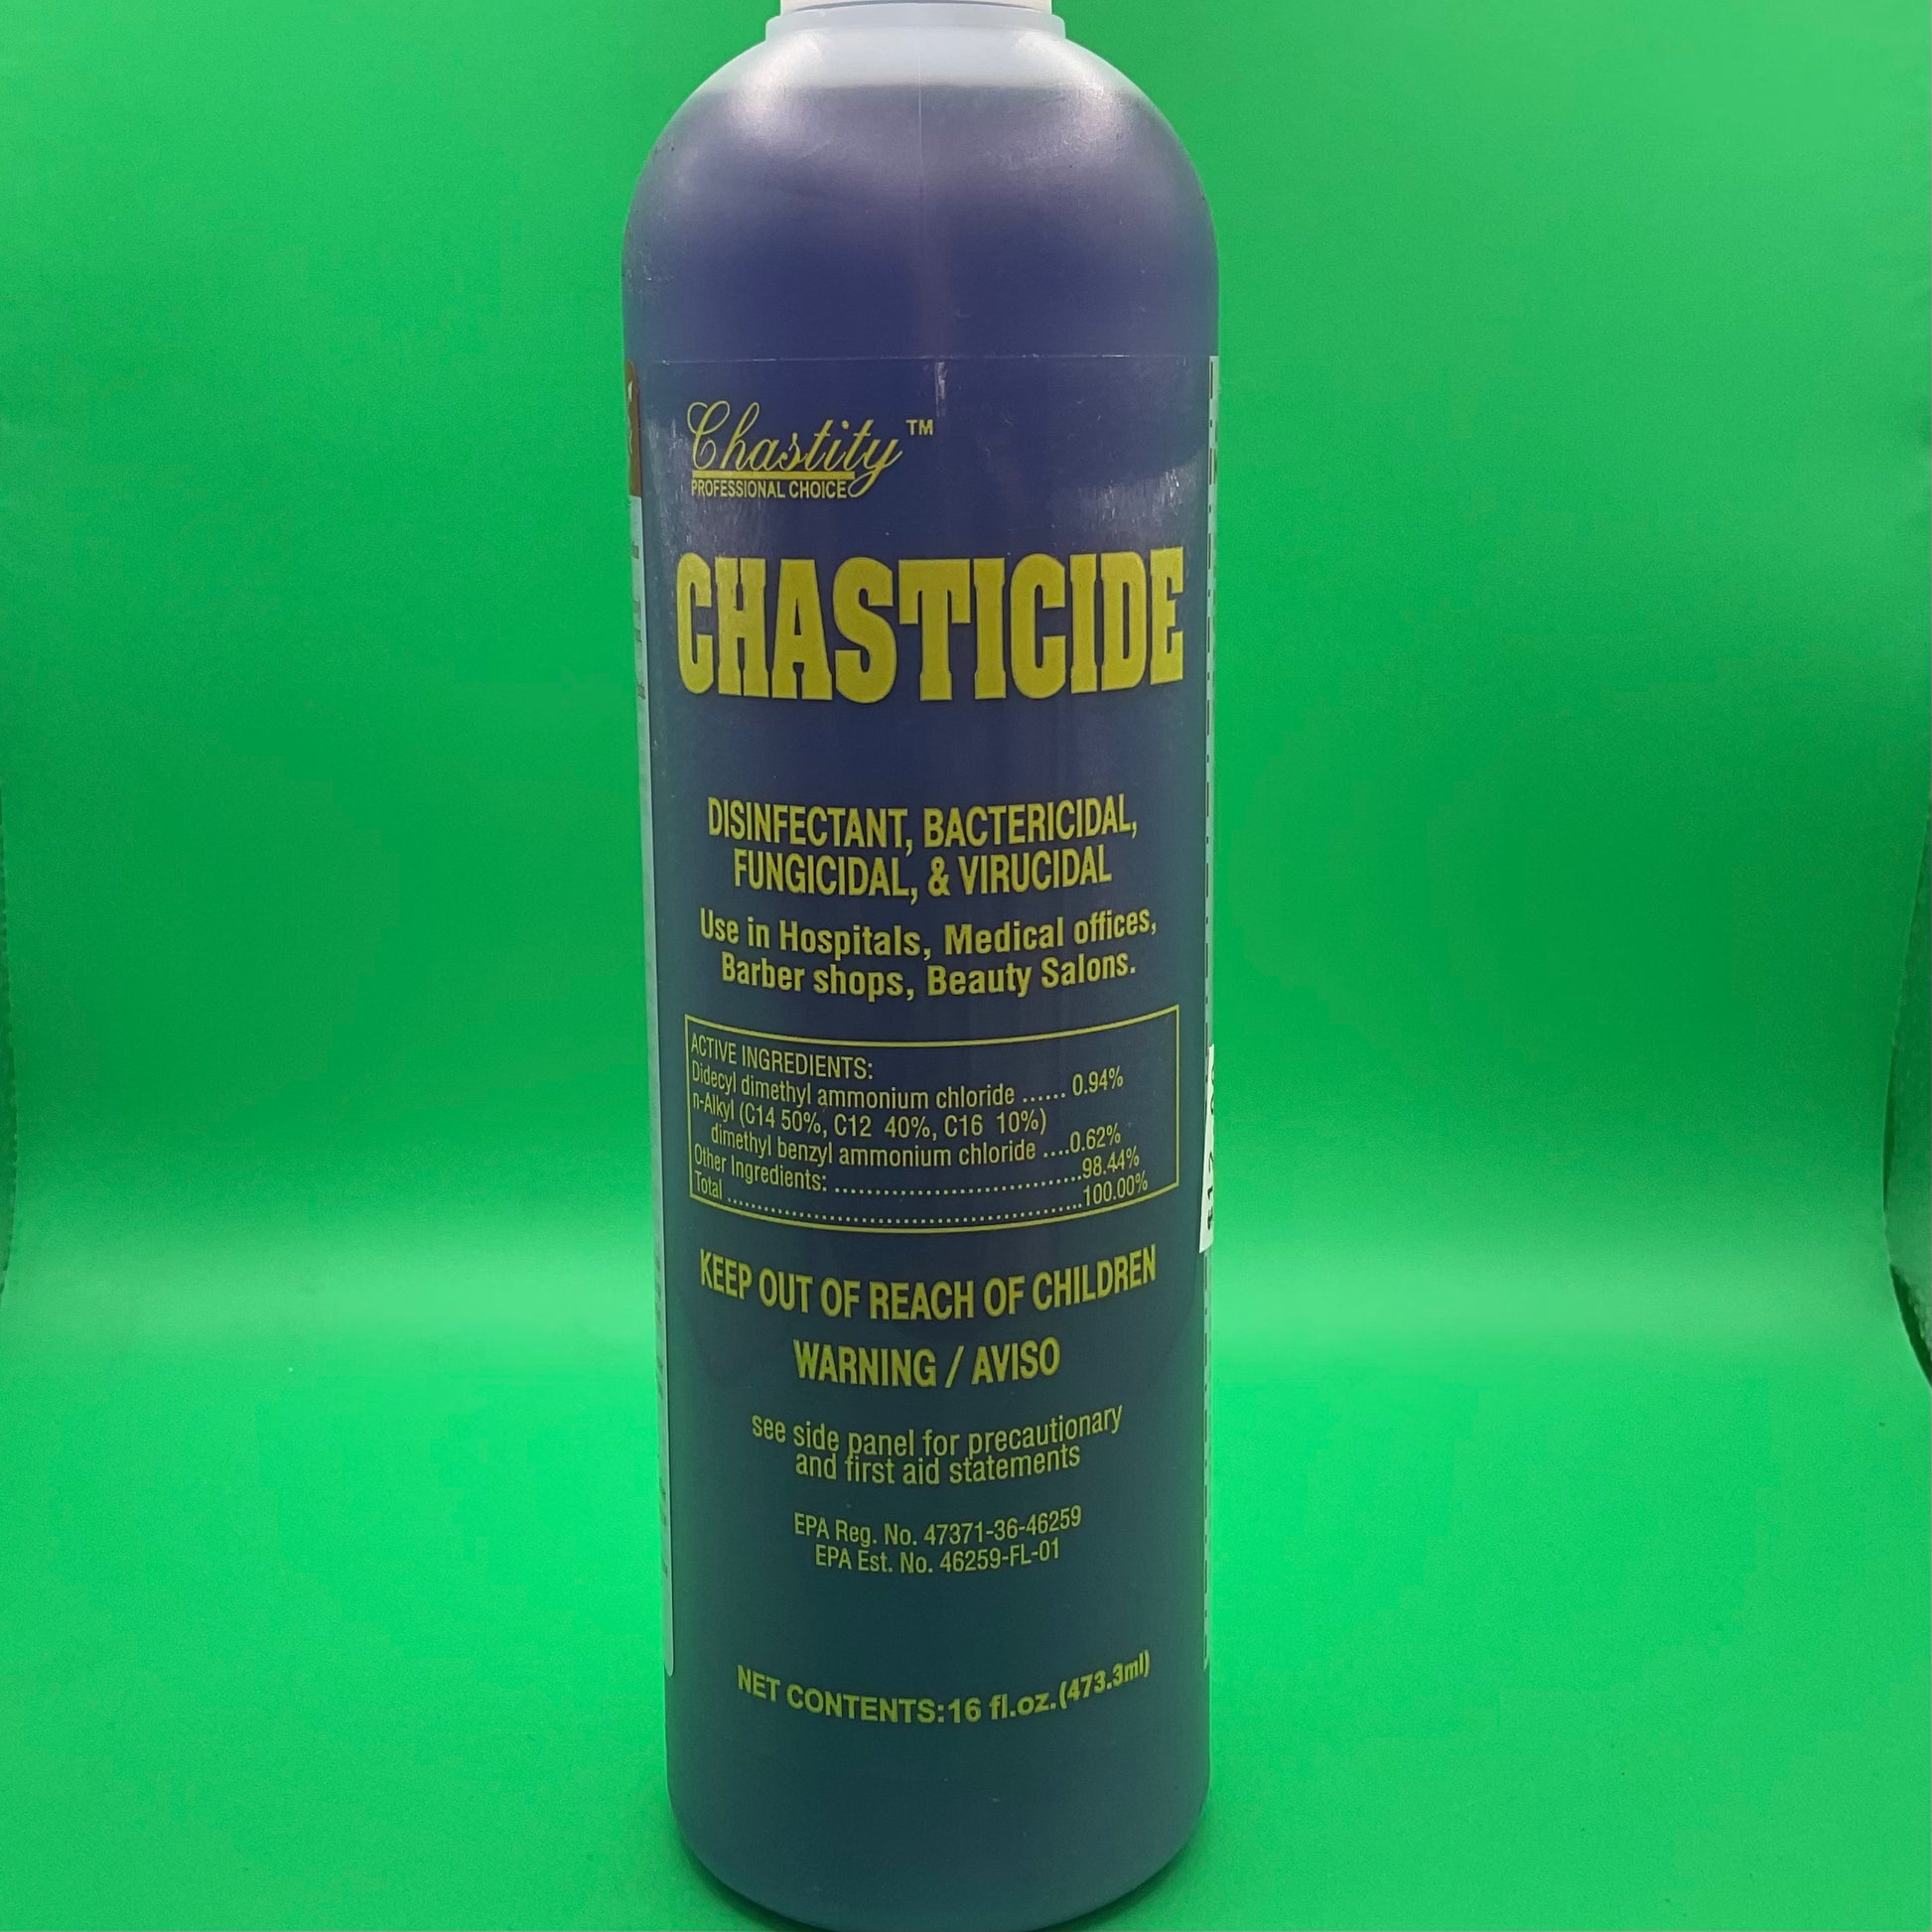 Chastity™
PROFESSIONAL CHOICE
CHASTICIDE
DISINFECTANT, BACTERICIDAL,
FUNGICIDAL, & VIRUCIDAL
Use in Hospitals, Medical offices,
Barber shops, Beauty Salons.
ACTIVE INGREDIENTS:
Didecyl dimethyl ammonium chloride ...... 0.94%
n-Alkyl (C14 50%, C12 40%, C16 10%)
dimethyl benzyl ammonium chloride ....0.62%
Other Ingredients: ................................98.44%
Total ..............................................100.00%
KEEP OUT OF REACH OF CHILDREN
WARNING / AVISO
see side panel for precautionary
and first aid statements
EPA Reg. No. 47371-36-46259
EPA Est. No. 46259-FL-01
NET CONTENTS:16 fl.oz.(473.3ml)